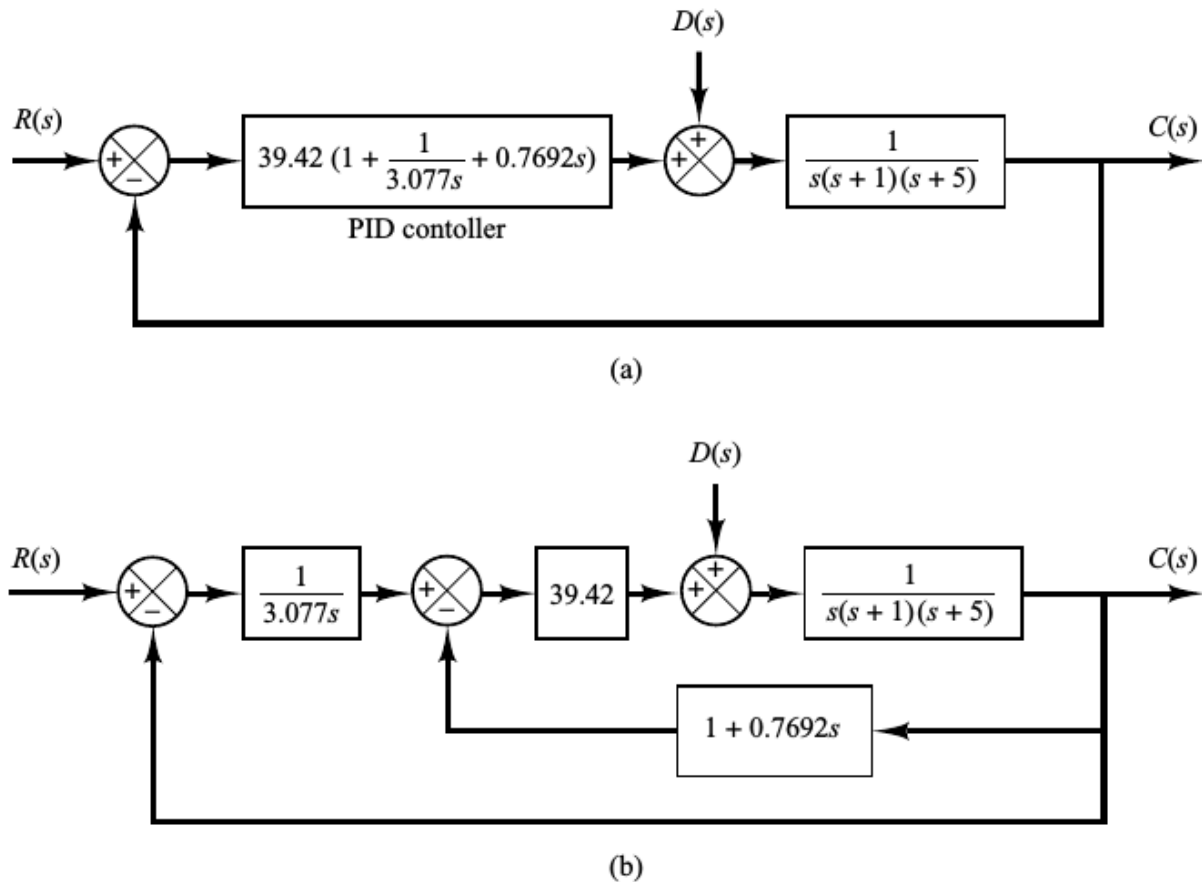 D(s)
R(s)
C(s)
+
−
39.42 (1 + 1/3.077s + 0.7692s)
+
+
1
s(s + 1)(s + 5)
PID contoller
(a)
D(s)
R(s)
C(s)
+
−
1
3.077s
+
−
39.42
+
+
1
s(s + 1)(s + 5)
1 + 0.7692s
(b)